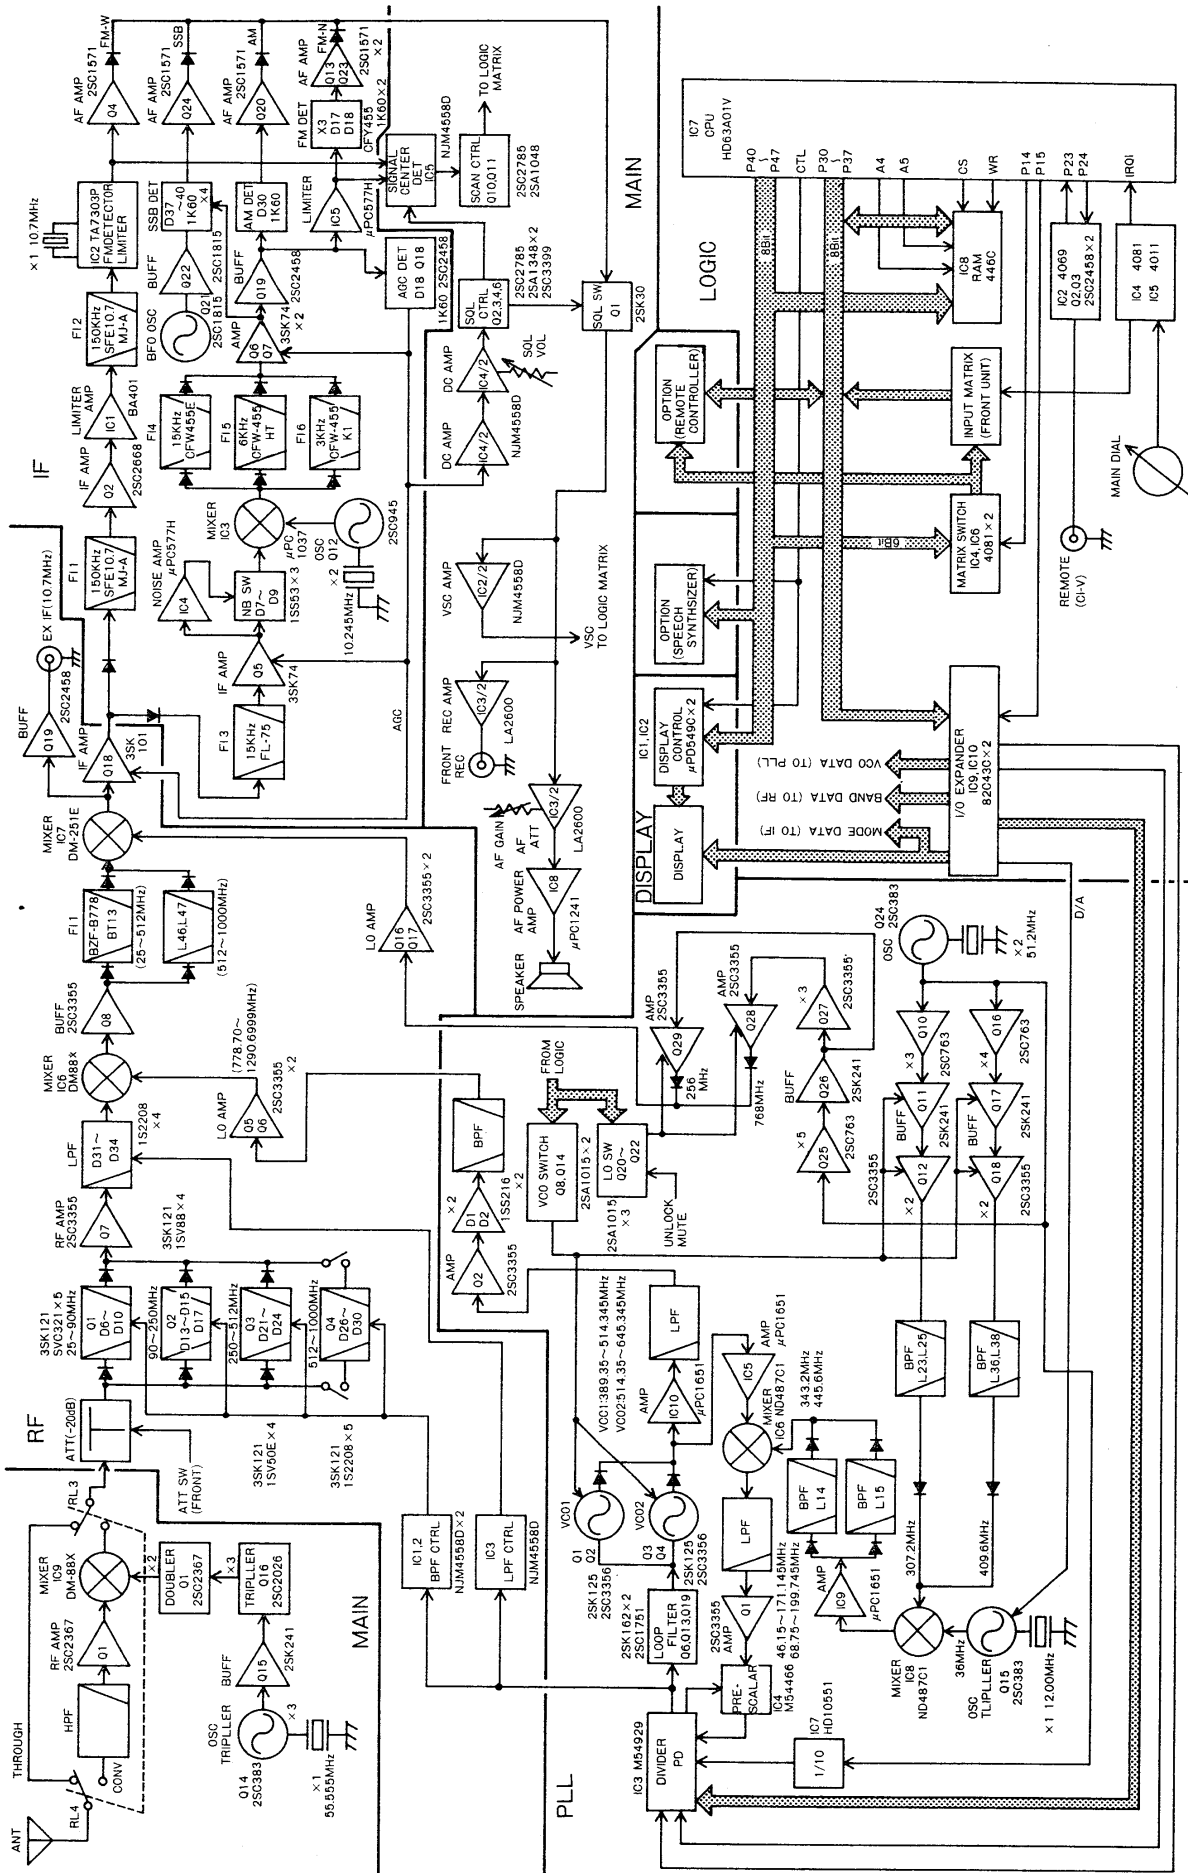 ANT
RL4
THROUGH
CONV
HPF
RF AMP
2SC2367
Q1
MIXER
IC9
DM-88X
RL3
×2
DOUBLER
Q1
2SC2367
×3
TRIPLLER
Q16
2SC2026
BUFF
Q15
2SK241
OSC
TRIPLLER
Q14
2SC383
×3
×1
55.555MHz
MAIN
RF
ATT(-20dB)
ATT SW
(FRONT)
3SK121
SVC321×5
25~90MHz
Q1
D6~
D10
90~250MHz
Q2
D13~D15
D17
3SK121
1SV88×4
250~512MHz
Q3
D21~
D24
512~1000MHz
Q4
D26~
D30
3SK121
1SV50E×4
3SK121
1S2208×5
RF AMP
2SC3355
Q7
LPF
D31~
D34
1S2208
×4
MIXER
IC6
DM88X
BUFF
2SC3355
Q8
(778.70~
1290.6999MHz)
LO AMP
Q5
Q6
2SC3355×2
FI1
BZF-B778
BT13
(25~512MHz)
L46,L47
(512~1000MHz)
MIXER
IC7
DM-251E
LO AMP
Q16
Q17
2SC3355×2
IC1,2
BPF CTRL
NJM4558D×2
IC3
LPF CTRL
NJM4558D
BUFF
Q19
2SC2458
EX IF(10.7MHz)
IF AMP
Q18
3SK
101
IF
FI1
150KHz
SFE10.7
MJ-A
IF AMP
Q2
2SC2668
LIMITER
AMP
IC1
BA401
FI2
150KHz
SFE10.7
MJ-A
×1 10.7MHz
IC2 TA7303P
FMDETECTOR
LIMITER
AF AMP
2SC1571
Q4
FM-W
FI3
15KHz
FL-75
IF AMP
Q5
3SK74
NOISE AMP
μPC577H
IC4
NB SW
D7~
D9
1SS53×3
MIXER
IC3
μPC
1037
OSC
Q12
2SC945
×2
10.245MHz
FI4
15KHz
CFW455E
FI5
6KHz
CFW-455
HT
FI6
3KHz
CFW-455
K1
AMP
Q6
Q7
3SK74
×2
BFO OSC
Q21
2SC1815
BUFF
Q22
2SC1815
SSB DET
D37
~40
1K60
×4
AF AMP
2SC1571
Q24
SSB
BUFF
Q19
2SC2458
AM DET
D30
1K60
AF AMP
2SC1571
Q20
AM
LIMITER
IC5
μPC577H
FM DET
X3
D17
D18
CFY455
1K60×2
AF AMP
Q13
Q23
FM-N
2SC1571
×2
AGC DET
D18 Q18
1K60 2SC2458
AGC
SIGNAL
CENTER
DET
IC5
NJM4558D
SCAN CTRL
Q10,Q11
2SC2785
2SA1048
TO LOGIC
MATRIX
DC AMP
IC4/2
NJM4558D
DC AMP
IC4/2
SQL
VOL
SQL
CTRL
Q2,3,4,6
2SC2785
2SA1348×2
2SC3399
SQL SW
Q1
2SK30
MAIN
VSC AMP
IC2/2
NJM4558D
VSC
TO LOGIC MATRIX
REC AMP
IC3/2
LA2600
FRONT
REC
AF GAIN
AF
ATT
IC3/2
LA2600
AF POWER
AMP
IC8
μPC1241
SPEAKER
LOGIC
OPTION
(REMOTE
CONTROLLER)
OPTION
(SPEECH
SYNTHSIZER)
DISPLAY
IC1,IC2
DISPLAY
CONTROL
μPD549C×2
DISPLAY
IC7
CPU
HD63A01V
P40
~
P47
CTL
P30
~
P37
A4
A5
CS
WR
P14
P15
P23
P24
IRQI
8Bit
8Bit
IC8
RAM
446C
IC2 4069
Q2,Q3
2SC2458×2
IC4 4081
IC5 4011
INPUT MATRIX
(FRONT UNIT)
6Bit
MATRIX SWITCH
IC4,IC6
4081×2
REMOTE
(CI-V)
MAIN DIAL
I/O EXPANDER
IC9,IC10
82C43C×2
VCO DATA (TO PLL)
BAND DATA (TO RF)
MODE DATA (TO IF)
D/A
PLL
BPF
×2
D1
D2
1SS216
×2
AMP
Q2
2SC3355
FROM
LOGIC
VCO SWITCH
Q8,Q14
2SA1015×2
LO SW
Q20~
Q22
2SA1015
×3
UNLOCK
MUTE
AMP
2SC3355
Q29
256
MHz
AMP
2SC3355
Q28
768MHz
×3
Q27
2SC3355
BUFF
Q26
2SK241
×5
Q25
2SC763
OSC
Q24
2SC383
×2
51.2MHz
Q10
×3
2SC763
Q16
×4
2SC763
BUFF
Q11
2SK241
BUFF
Q17
2SK241
2SC3355
Q12
×2
Q18
×2
2SC3355
BPF
L23,L25
BPF
L36,L38
307.2MHz
409.6MHz
VCC1:389.35~514.345MHz
VCO2:514.35~645.345MHz
LPF
AMP
IC10
μPC1651
VCO1
Q1
Q2
2SK125
2SC3356
VCO2
Q3
Q4
2SK125
2SC3356
2SK162×2
2SC1751
LOOP
FILTER
Q6,Q13,Q19
AMP
μPC1651
IC5
MIXER
IC6 ND487C1
343.2MHz
445.6MHz
BPF
L14
BPF
L15
LPF
46.15~171.145MHz
68.75~199.745MHz
2SC3355
AMP
Q1
AMP
IC9
μPC1651
PRE-
SCALAR
IC4
M54466
IC3 M54929
DIVIDER
PD
IC7
HD10551
1/10
MIXER
IC8
ND487C1
36MHz
OSC
TLIPLLER
Q15
2SC383
×1 12.00MHz